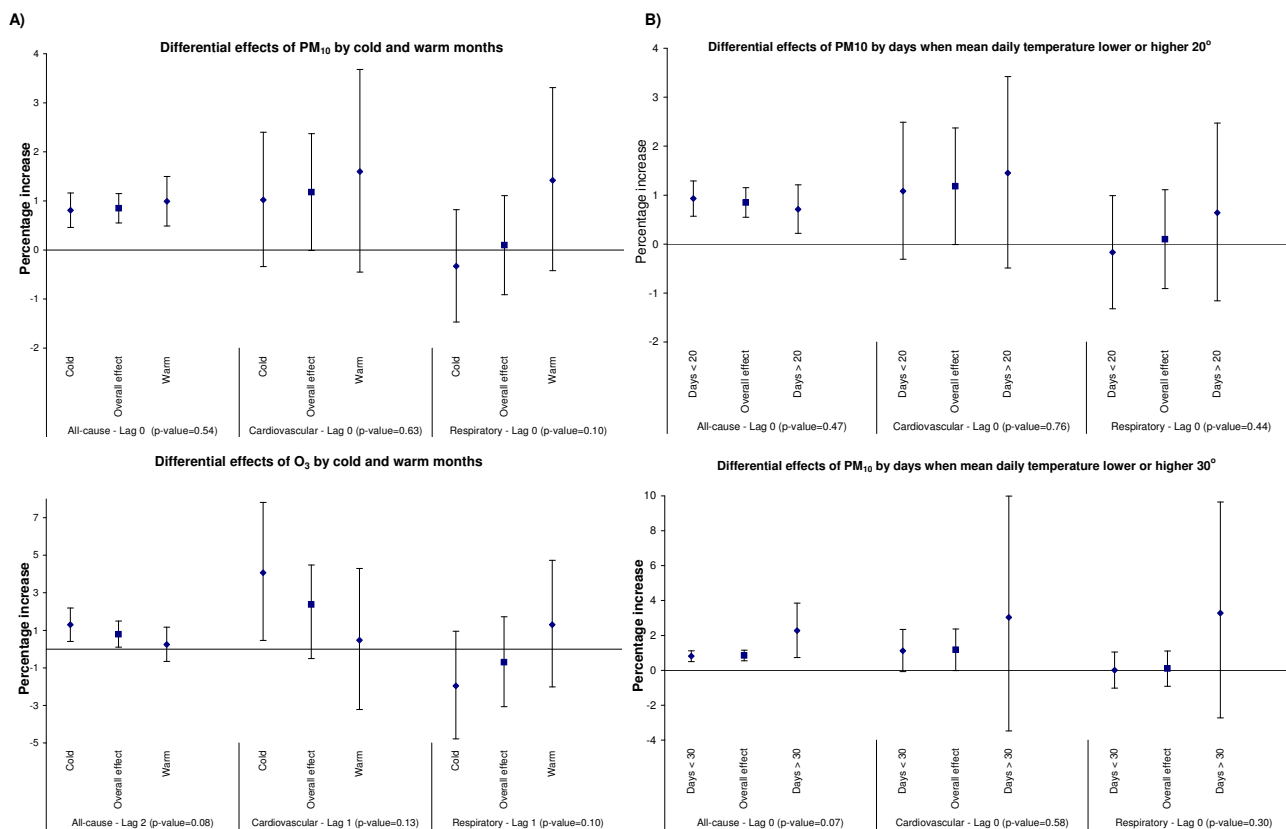 A)
Differential effects of PM10 by cold and warm months
Percentage increase
4
3
2
1
0
-1
-2
Cold
Overall effect
Warm
Cold
Overall effect
Warm
Cold
Overall effect
Warm
All-cause - Lag 0 (p-value=0.54)
Cardiovascular - Lag 0 (p-value=0.63)
Respiratory - Lag 0 (p-value=0.10)
Differential effects of O3 by cold and warm months
Percentage increase
7
5
3
1
-1
-3
-5
Cold
Overall effect
Warm
Cold
Overall effect
Warm
Cold
Overall effect
Warm
All-cause - Lag 2 (p-value=0.08)
Cardiovascular - Lag 1 (p-value=0.13)
Respiratory - Lag 1 (p-value=0.10)
B)
Differential effects of PM10 by days when mean daily temperature lower or higher 20°
Percentage increase
4
3
2
1
0
-1
-2
Days < 20
Overall effect
Days > 20
Days < 20
Overall effect
Days > 20
Days < 20
Overall effect
Days > 20
All-cause - Lag 0 (p-value=0.47)
Cardiovascular - Lag 0 (p-value=0.76)
Respiratory - Lag 0 (p-value=0.44)
Differential effects of PM10 by days when mean daily temperature lower or higher 30°
Percentage increase
10
8
6
4
2
0
-2
-4
Days < 30
Overall effect
Days > 30
Days < 30
Overall effect
Days > 30
Days < 30
Overall effect
Days > 30
All-cause - Lag 0 (p-value=0.07)
Cardiovascular - Lag 0 (p-value=0.58)
Respiratory - Lag 0 (p-value=0.30)